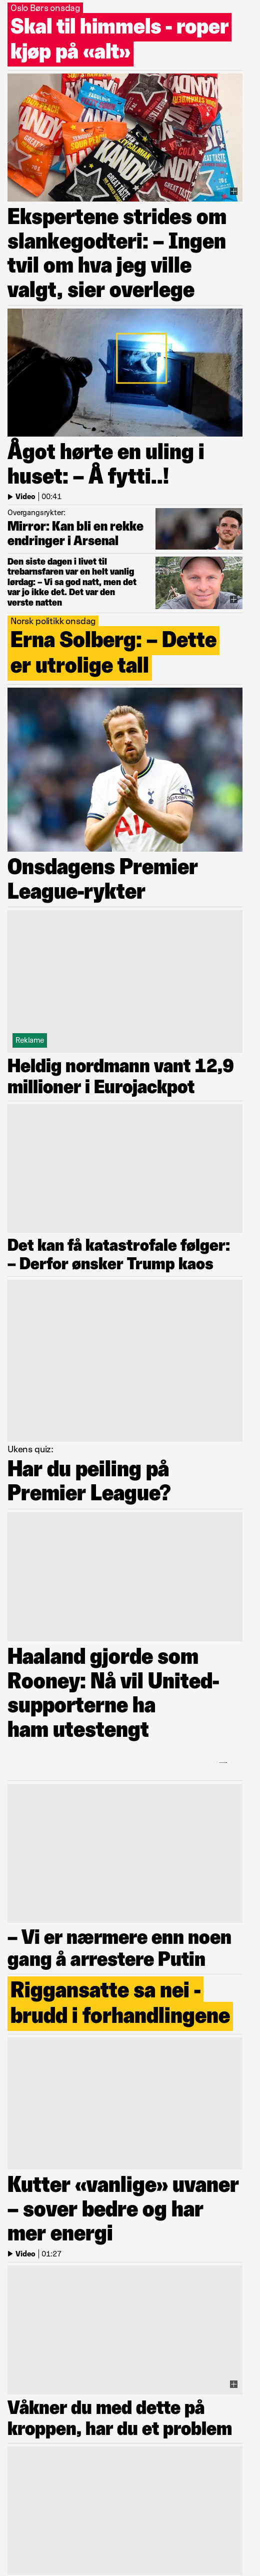 Oslo Børs onsdag
Skal til himmels - roper
kjøp på «alt»
Ekspertene strides om
slankegodteri: – Ingen
tvil om hva jeg ville
valgt, sier overlege
Ågot hørte en uling i
huset: – Å fytti..!
Video | 00:41
Overgangsrykter:
Mirror: Kan bli en rekke
endringer i Arsenal
Den siste dagen i livet til
trebarnsfaren var en helt vanlig
lørdag: – Vi sa god natt, men det
var jo ikke det. Det var den
verste natten
Norsk politikk onsdag
Erna Solberg: – Dette
er utrolige tall
AIA
Onsdagens Premier
League-rykter
Reklame
Heldig nordmann vant 12,9
millioner i Eurojackpot
Det kan få katastrofale følger:
– Derfor ønsker Trump kaos
Ukens quiz:
Har du peiling på
Premier League?
Haaland gjorde som
Rooney: Nå vil United-
supporterne ha
ham utestengt
– Vi er nærmere enn noen
gang å arrestere Putin
Riggansatte sa nei -
brudd i forhandlingene
Kutter «vanlige» uvaner
– sover bedre og har
mer energi
Video | 01:27
Våkner du med dette på
kroppen, har du et problem